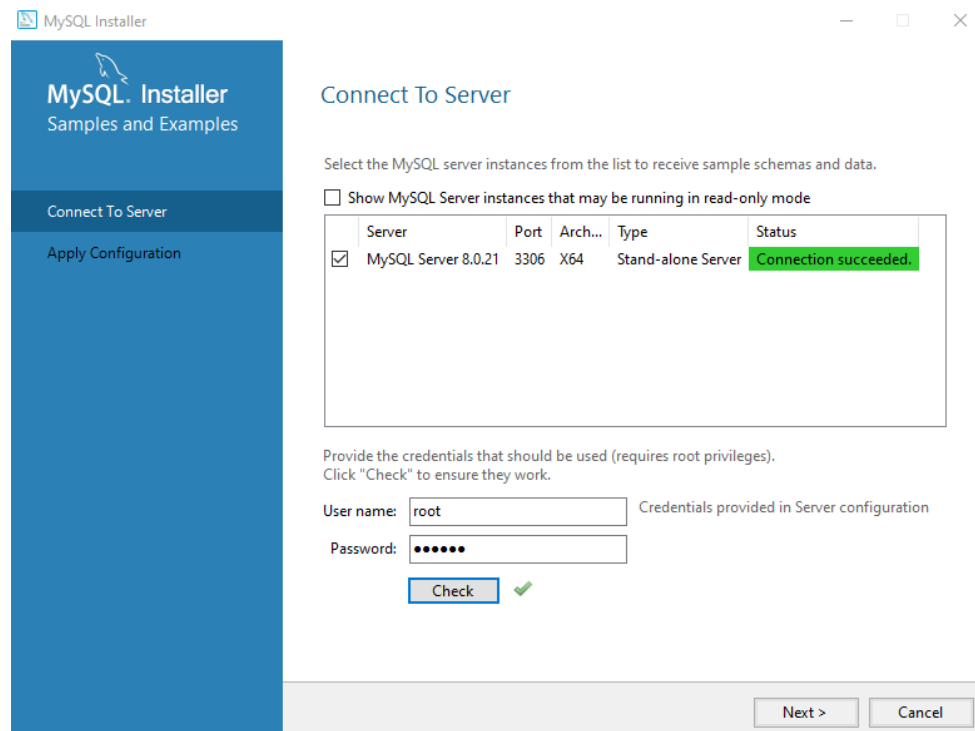 MySQL Installer
MySQL. Installer
Samples and Examples
Connect To Server
Apply Configuration
Connect To Server
Select the MySQL server instances from the list to receive sample schemas and data.
Show MySQL Server instances that may be running in read-only mode
Server Port Arch... Type Status
MySQL Server 8.0.21 3306 X64 Stand-alone Server Connection succeeded.
Provide the credentials that should be used (requires root privileges).
Click "Check" to ensure they work.
User name: root Credentials provided in Server configuration
Password: ••••••
Check
Next > Cancel